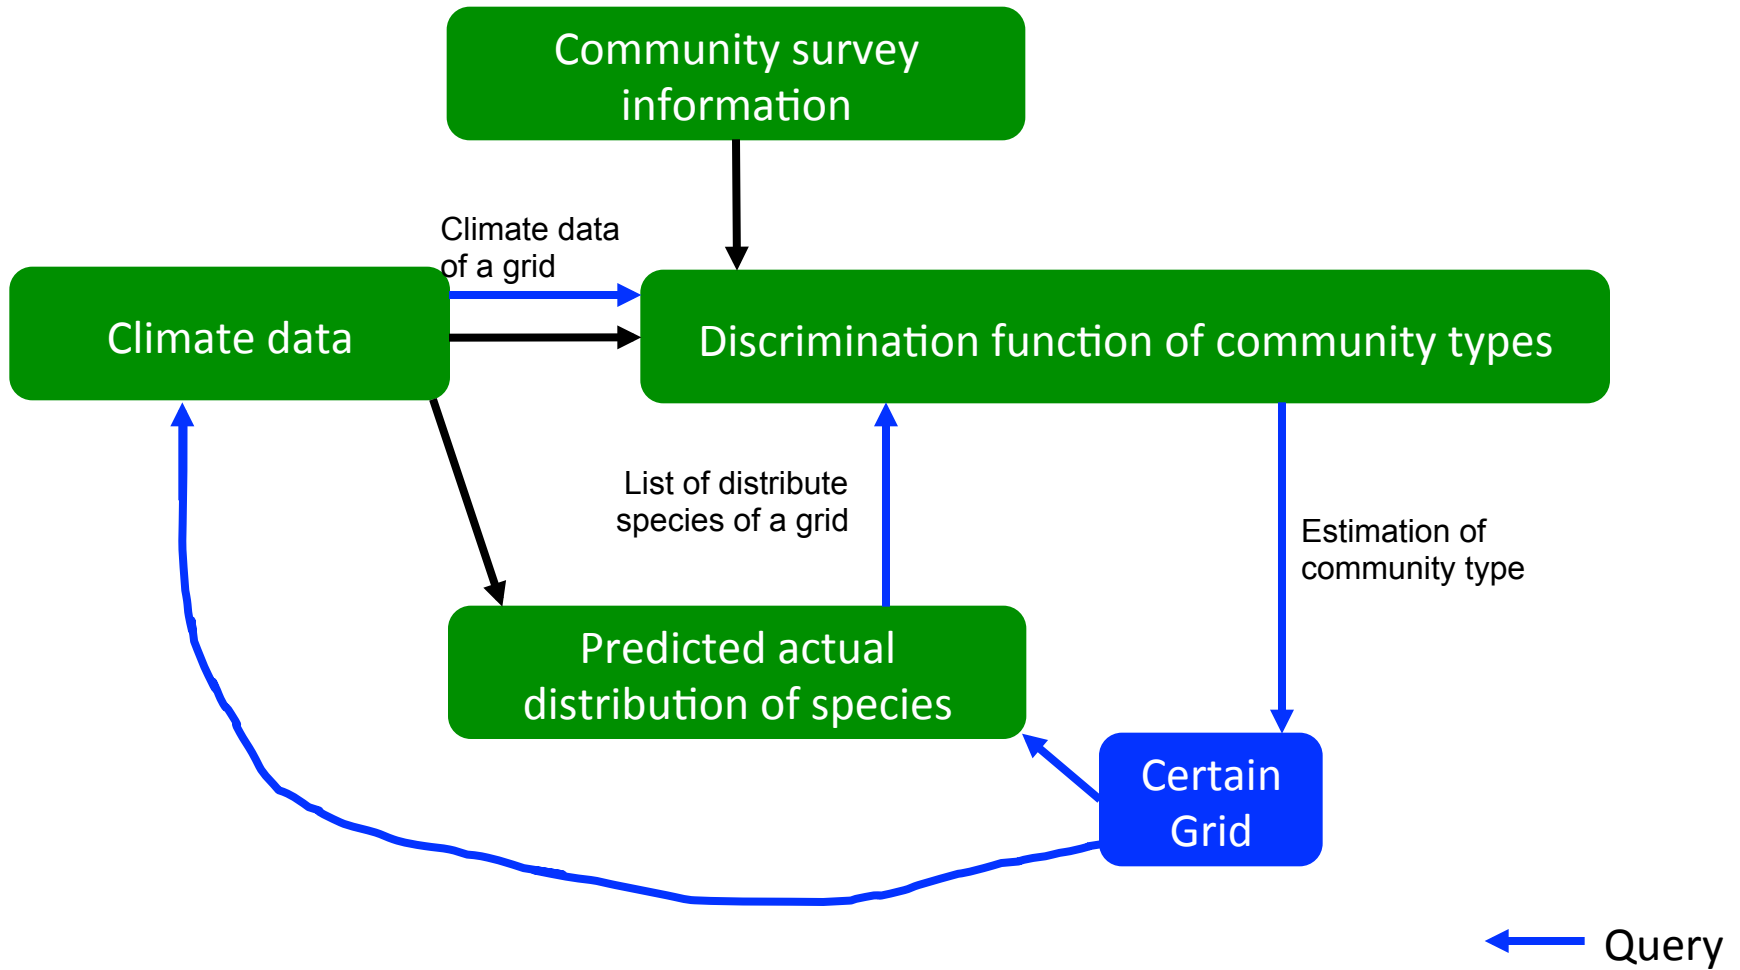 Community survey
information
Climate data
of a grid
Climate data
Discrimination function of community types
List of distribute
species of a grid
Estimation of
community type
Predicted actual
distribution of species
Certain
Grid
Query